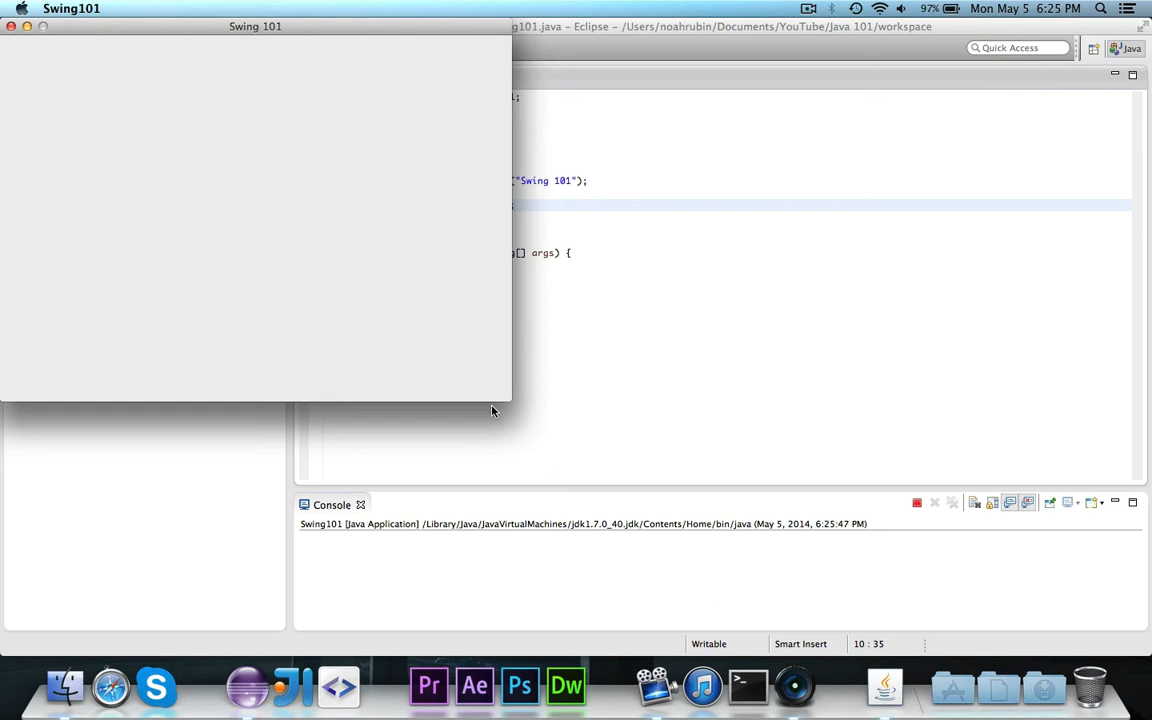 Swing101
97%
Mon May 5 6:25 PM
Swing 101
g101.java – Eclipse – /Users/noahrubin/Documents/YouTube/Java 101/workspace
Quick Access
Java
l;
("Swing 101");
;
g[] args) {
Console
Swing101 [Java Application] /Library/Java/JavaVirtualMachines/jdk1.7.0_40.jdk/Contents/Home/bin/java (May 5, 2014, 6:25:47 PM)
Writable
Smart Insert
10 : 35
S
JI
Pr
Ae
Ps
Dw